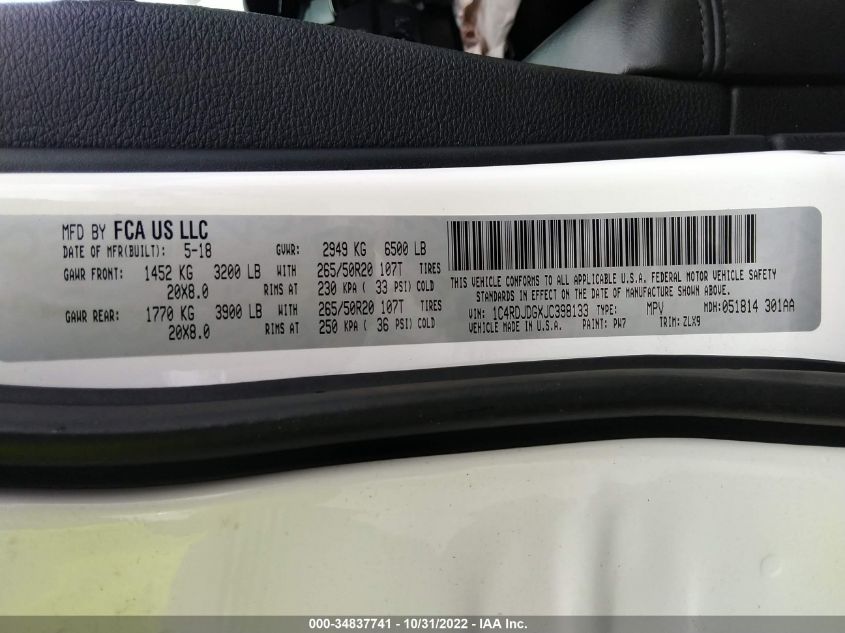 MFD BY FCA US LLC
DATE OF MFR(BUILT): 5-18 GVWR: 2949 KG 6500 LB
GAWR FRONT: 1452 KG 3200 LB WITH 265/50R20 107T TIRES
20X8.0 RIMS AT 230 KPA ( 33 PSI) COLD
GAWR REAR: 1770 KG 3900 LB WITH 265/50R20 107T TIRES
20X8.0 RIMS AT 250 KPA ( 36 PSI) COLD
THIS VEHICLE CONFORMS TO ALL APPLICABLE U.S.A. FEDERAL MOTOR VEHICLE SAFETY
STANDARDS IN EFFECT ON THE DATE OF MANUFACTURE SHOWN ABOVE.
VIN: 1C4RDJDGXJC398133 TYPE: MPV MDH:051814 301AA
VEHICLE MADE IN U.S.A. PAINT: PW7 TRIM: ZLX9
000-34837741 - 10/31/2022 - IAA Inc.